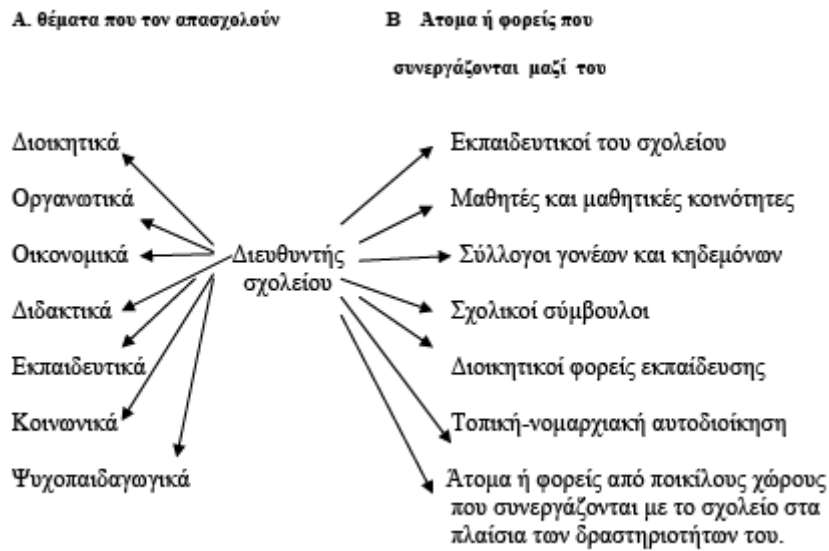 Α. θέματα που τον απασχολούν
Β Άτομα ή φορείς που
συνεργάζονται μαζί του
Διοικητικά
Οργανωτικά
Οικονομικά
Διδακτικά
Εκπαιδευτικά
Κοινωνικά
Ψυχοπαιδαγωγικά
Διευθυντής
σχολείου
Εκπαιδευτικοί του σχολείου
Μαθητές και μαθητικές κοινότητες
Σύλλογοι γονέων και κηδεμόνων
Σχολικοί σύμβουλοι
Διοικητικοί φορείς εκπαίδευσης
Τοπική-νομαρχιακή αυτοδιοίκηση
Άτομα ή φορείς από ποικίλους χώρους
που συνεργάζονται με το σχολείο στα
πλαίσια των δραστηριοτήτων του.